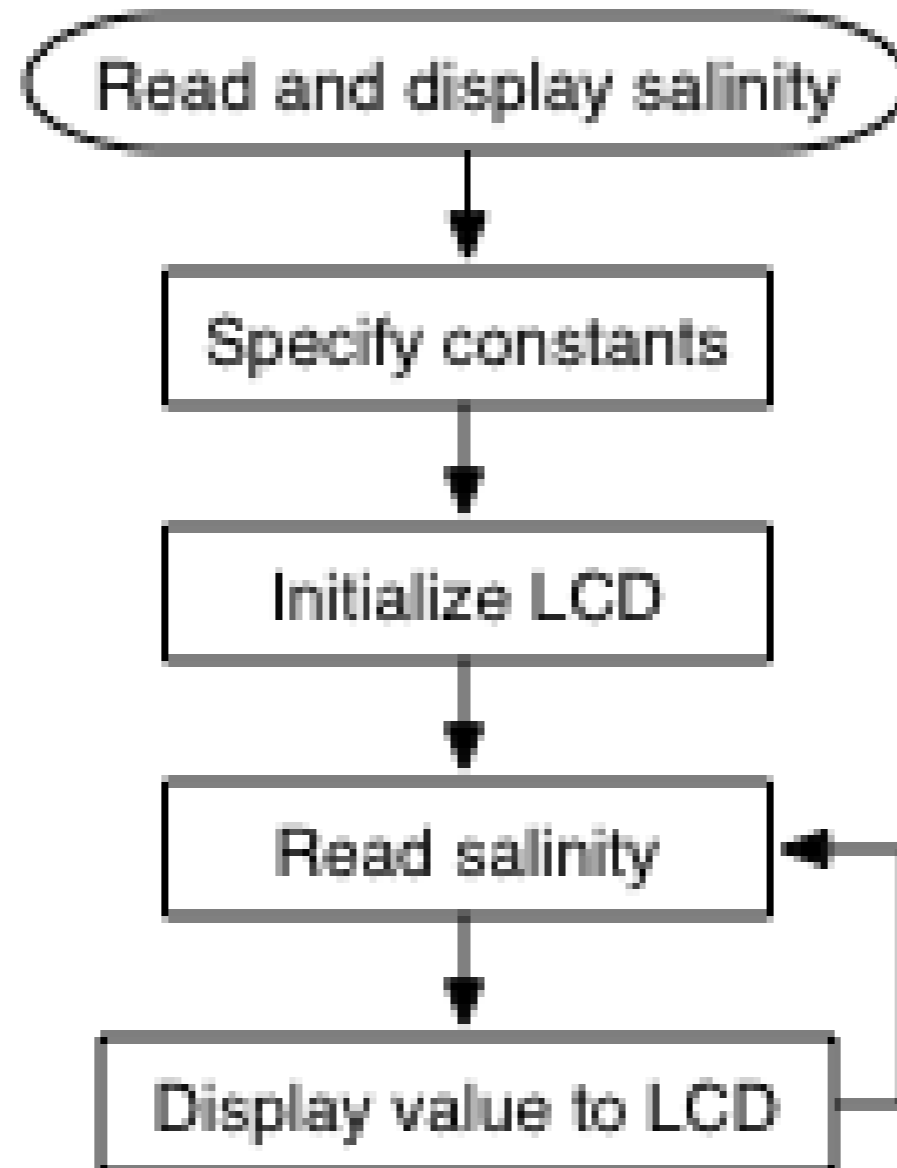 Read and display salinity
Specify constants
Initialize LCD
Read salinity
Display value to LCD